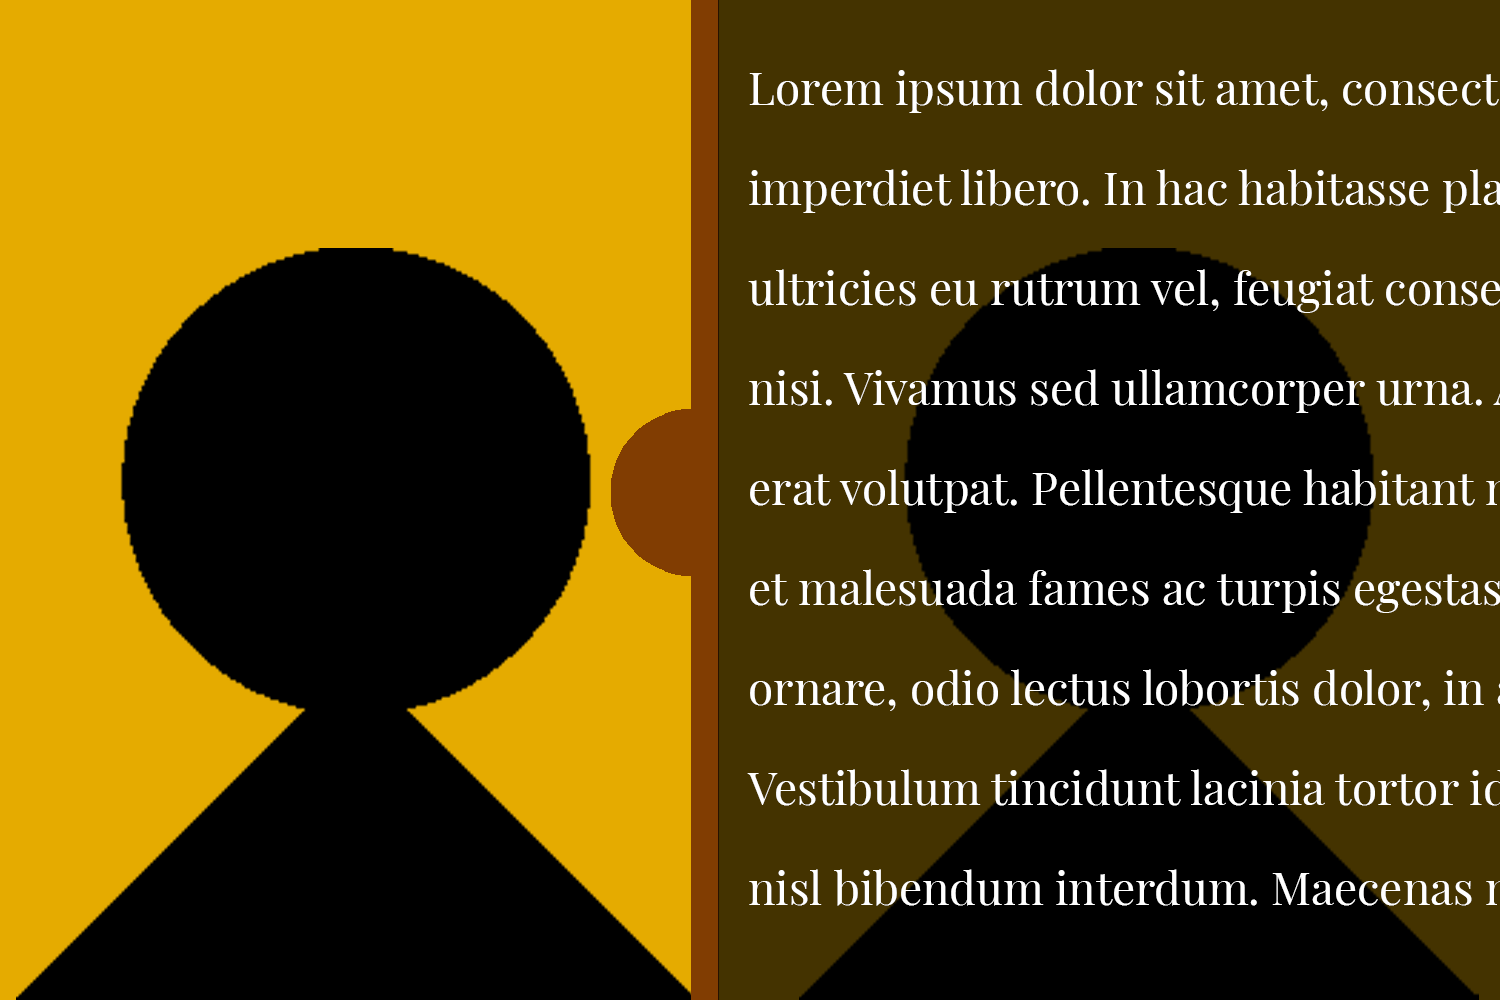 Lorem ipsum dolor sit amet, consect
imperdiet libero. In hac habitasse pla
ultricies eu rutrum vel, feugiat conse
nisi. Vivamus sed ullamcorper urna.
erat volutpat. Pellentesque habitant
et malesuada fames ac turpis egestas
ornare, odio lectus lobortis dolor, in
Vestibulum tincidunt lacinia tortor id
nisl bibendum interdum. Maecenas